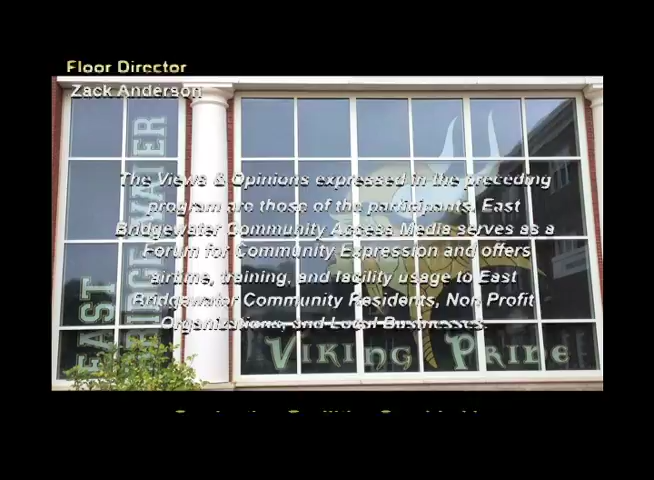 Floor Director
Zack Anderson
The Views & Opinions expressed in the preceding
program are those of the participants. East
Bridgewater Community Access Media serves as a
Forum for Community Expression and offers
airtime, training, and facility usage to East
Bridgewater Community Residents, Non Profit
Organizations, and Local Businesses.
EAST
BRIDGEWATER
VIKING PRIDE